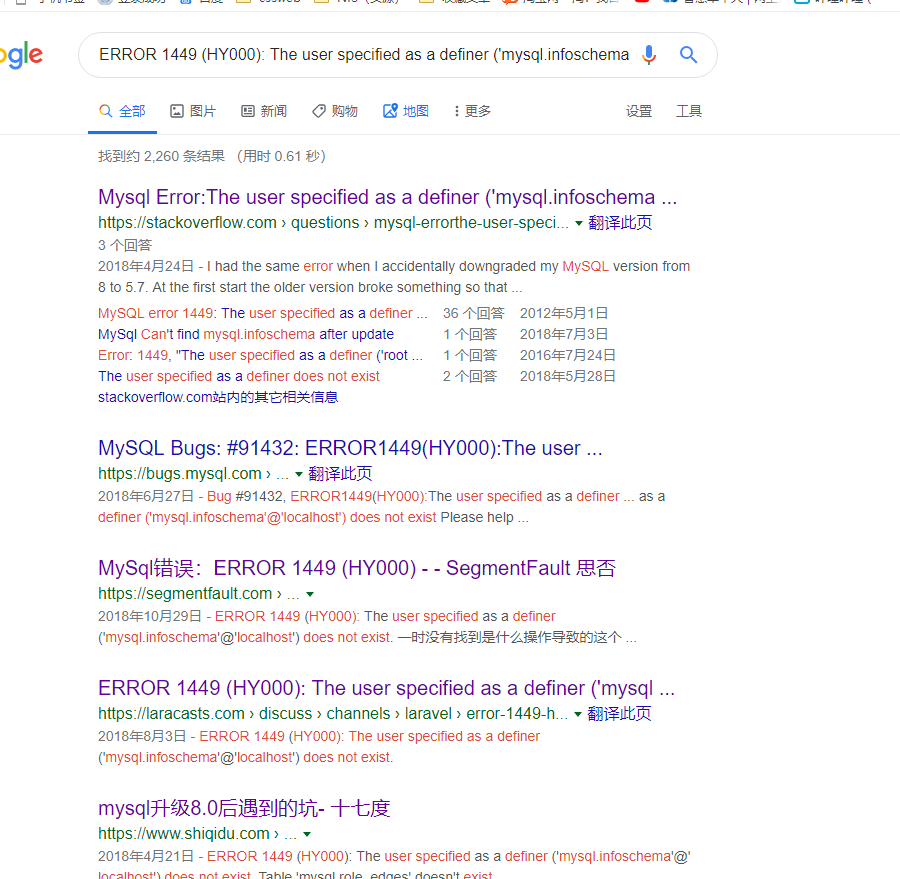 ogle
ERROR 1449 (HY000): The user specified as a definer ('mysql.infoschema
全部 图片 新闻 购物 地图 更多 设置 工具
找到约 2,260 条结果 (用时 0.61 秒)
Mysql Error:The user specified as a definer ('mysql.infoschema ...
https://stackoverflow.com › questions › mysql-errorthe-user-speci... 翻译此页
3 个回答
2018年4月24日 - I had the same error when I accidentally downgraded my MySQL version from
8 to 5.7. At the first start the older version broke something so that ...
MySQL error 1449: The user specified as a definer ... 36 个回答 2012年5月1日
MySql Can't find mysql.infoschema after update 1 个回答 2018年7月3日
Error: 1449, "The user specified as a definer ('root ... 1 个回答 2016年7月24日
The user specified as a definer does not exist 2 个回答 2018年5月28日
stackoverflow.com站内的其它相关信息
MySQL Bugs: #91432: ERROR1449(HY000):The user ...
https://bugs.mysql.com › ... 翻译此页
2018年6月27日 - Bug #91432, ERROR1449(HY000):The user specified as a definer ... as a
definer ('mysql.infoschema'@'localhost') does not exist Please help ...
MySql错误：ERROR 1449 (HY000) - - SegmentFault 思否
https://segmentfault.com › ...
2018年10月29日 - ERROR 1449 (HY000): The user specified as a definer
('mysql.infoschema'@'localhost') does not exist. 一时没有找到是什么操作导致的这个 ...
ERROR 1449 (HY000): The user specified as a definer ('mysql ...
https://laracasts.com › discuss › channels › laravel › error-1449-h... 翻译此页
2018年8月3日 - ERROR 1449 (HY000): The user specified as a definer
('mysql.infoschema'@'localhost') does not exist.
mysql升级8.0后遇到的坑- 十七度
https://www.shiqidu.com › ...
2018年4月21日 - ERROR 1449 (HY000): The user specified as a definer ('mysql.infoschema'@'
localhost') does not exist. Table 'mysql.role_edges' doesn't exist